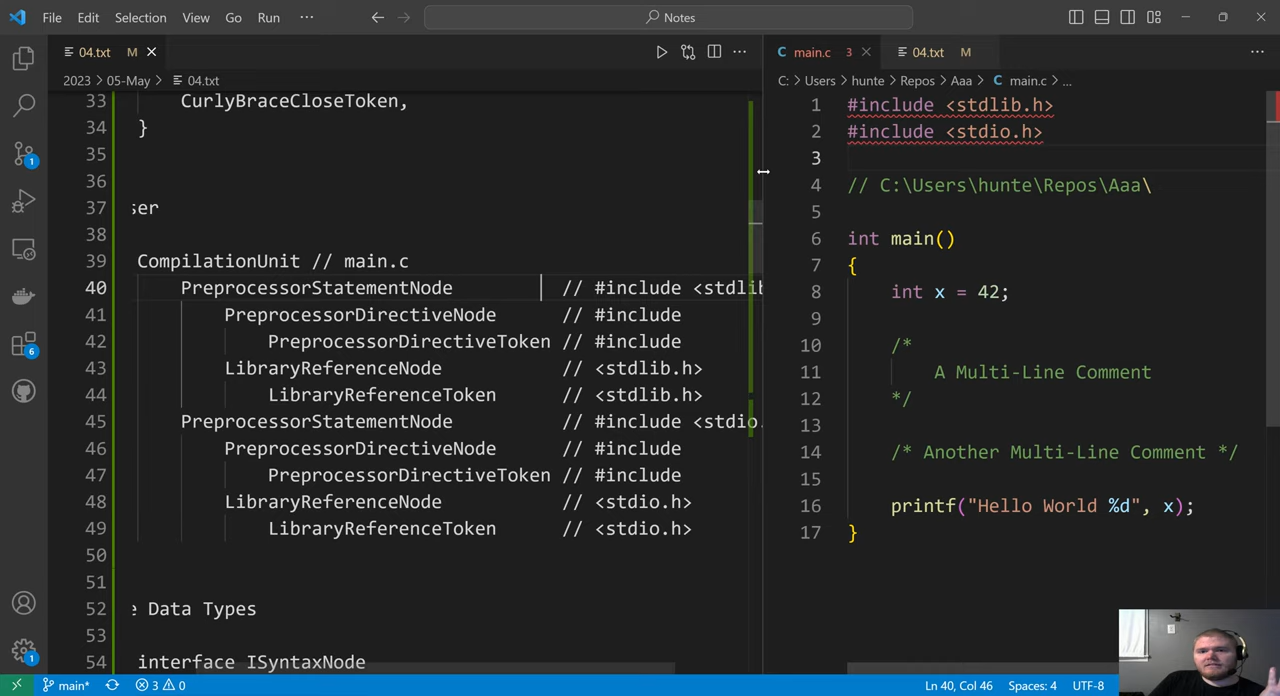 File Edit Selection View Go Run ··· Notes
04.txt M
2023 > 05-May > 04.txt
33 CurlyBraceCloseToken,
34 }
35
36
37 ser
38
39 CompilationUnit // main.c
40 PreprocessorStatementNode // #include <stdlib
41 PreprocessorDirectiveNode // #include
42 PreprocessorDirectiveToken // #include
43 LibraryReferenceNode // <stdlib.h>
44 LibraryReferenceToken // <stdlib.h>
45 PreprocessorStatementNode // #include <stdio.
46 PreprocessorDirectiveNode // #include
47 PreprocessorDirectiveToken // #include
48 LibraryReferenceNode // <stdio.h>
49 LibraryReferenceToken // <stdio.h>
50
51
52 e Data Types
53
54 interface ISyntaxNode
C main.c 3 04.txt M
C: > Users > hunte > Repos > Aaa > C main.c > ...
1 #include <stdlib.h>
2 #include <stdio.h>
3
4 // C:\Users\hunte\Repos\Aaa\
5
6 int main()
7 {
8 int x = 42;
9
10 /*
11 A Multi-Line Comment
12 */
13
14 /* Another Multi-Line Comment */
15
16 printf("Hello World %d", x);
17 }
1
6
1
main* 3 0 Ln 40, Col 46 Spaces: 4 UTF-8